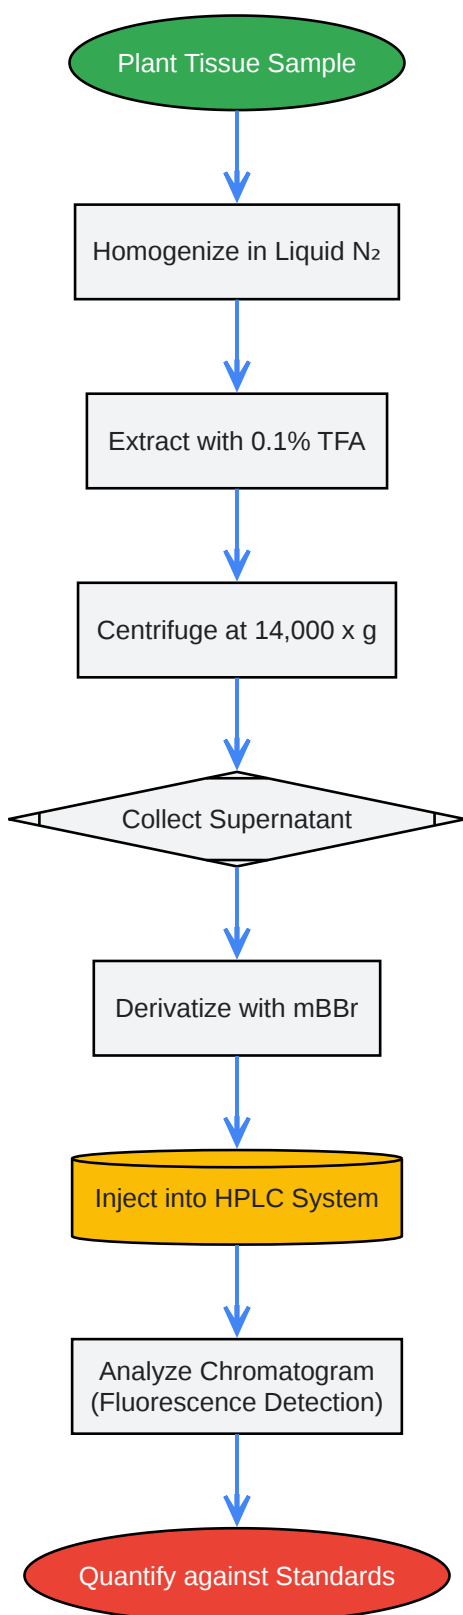 Plant Tissue Sample
Homogenize in Liquid N₂
Extract with 0.1% TFA
Centrifuge at 14,000 x g
Collect Supernatant
Derivatize with mBBr
Inject into HPLC System
Analyze Chromatogram
(Fluorescence Detection)
Quantify against Standards